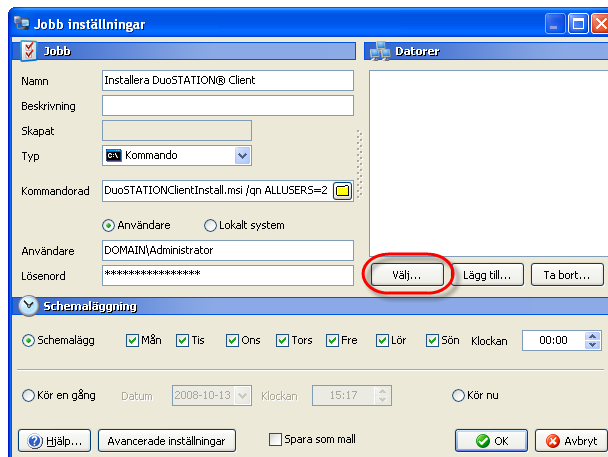 Jobb inställningar
Jobb
Namn
Installera DuoSTATION® Client
Beskrivning
Skapat
Typ
C:\ Kommando
Kommandorad
DuoSTATIONClientInstall.msi /qn ALLUSERS=2
Användare
Lokalt system
Användare
DOMAIN\Administrator
Lösenord
****************
Datorer
Välj...
Lägg till...
Ta bort...
Schemaläggning
Schemalägg
Mån
Tis
Ons
Tors
Fre
Lör
Sön
Klockan
00:00
Kör en gång
Datum
2008-10-13
Klockan
15:17
Kör nu
Hjälp...
Avancerade inställningar
Spara som mall
OK
Avbryt